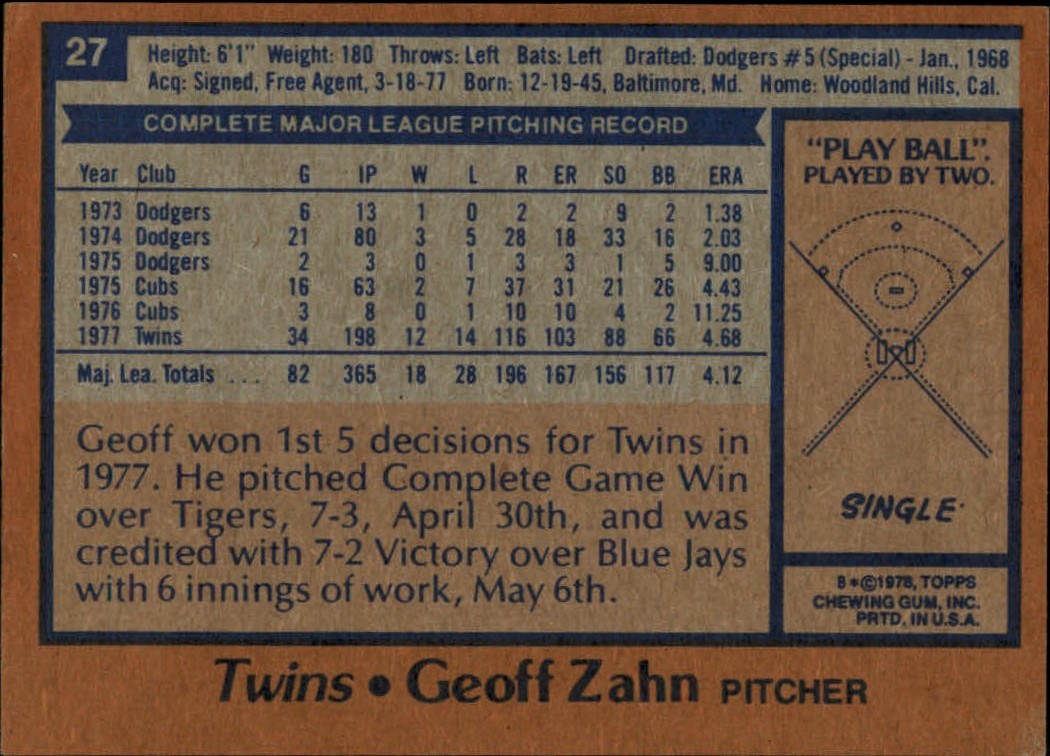 27
Height: 6'1" Weight: 180 Throws: Left Bats: Left Drafted: Dodgers #5 (Special) - Jan., 1968
Acq: Signed, Free Agent, 3-18-77 Born: 12-19-45, Baltimore, Md. Home: Woodland Hills, Cal.
COMPLETE MAJOR LEAGUE PITCHING RECORD
Year Club G IP W L R ER SO BB ERA
1973 Dodgers 6 13 1 0 2 2 9 2 1.38
1974 Dodgers 21 80 3 5 28 18 33 16 2.03
1975 Dodgers 2 3 0 1 3 3 1 5 9.00
1975 Cubs 16 63 2 7 37 31 21 26 4.43
1976 Cubs 3 8 0 1 10 10 4 2 11.25
1977 Twins 34 198 12 14 116 103 88 66 4.68
Maj. Lea. Totals ... 82 365 18 28 196 167 156 117 4.12
Geoff won 1st 5 decisions for Twins in
1977. He pitched Complete Game Win
over Tigers, 7-3, April 30th, and was
credited with 7-2 Victory over Blue Jays
with 6 innings of work, May 6th.
"PLAY BALL".
PLAYED BY TWO.
SINGLE
B*©1978, TOPPS
CHEWING GUM, INC.
PRTD. IN U.S.A.
Twins • Geoff Zahn PITCHER